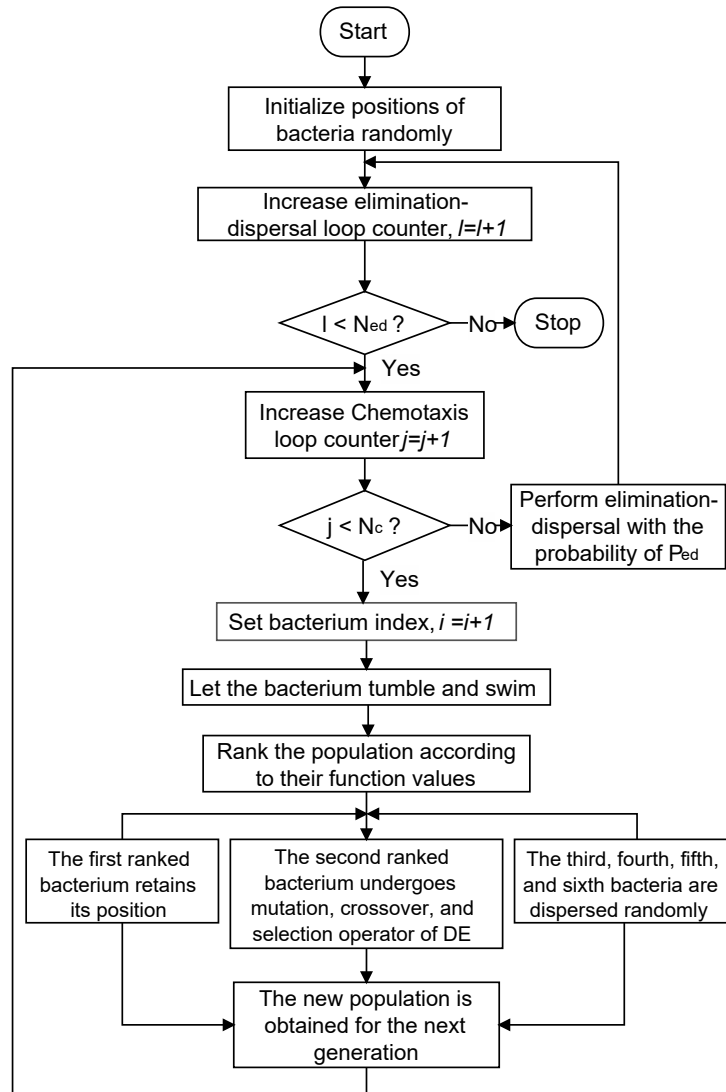 Start
Initialize positions of
bacteria randomly
Increase elimination-
dispersal loop counter, l=l+1
l < Ned ?
No
Stop
Yes
Increase Chemotaxis
loop counter j=j+1
j < Nc ?
No
Perform elimination-
dispersal with the
probability of Ped
Yes
Set bacterium index, i =i+1
Let the bacterium tumble and swim
Rank the population according
to their function values
The first ranked
bacterium retains
its position
The second ranked
bacterium undergoes
mutation, crossover, and
selection operator of DE
The third, fourth, fifth,
and sixth bacteria are
dispersed randomly
The new population is
obtained for the next
generation